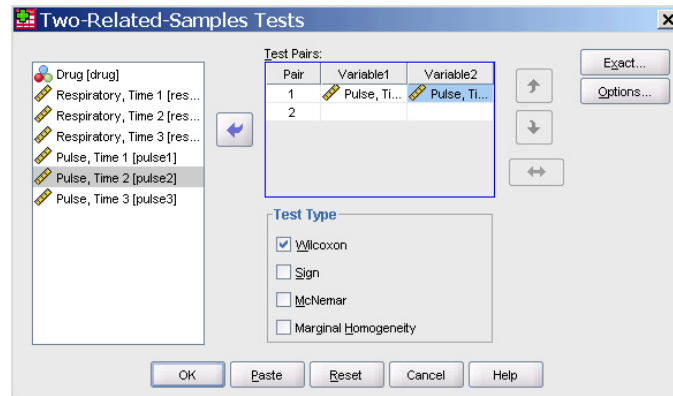 Two-Related-Samples Tests
Drug [drug]
Respiratory, Time 1 [res...
Respiratory, Time 2 [res...
Respiratory, Time 3 [res...
Pulse, Time 1 [pulse1]
Pulse, Time 2 [pulse2]
Pulse, Time 3 [pulse3]
Test Pairs:
Pair Variable1 Variable2
1 Pulse, Ti... Pulse, Ti...
2
Exact...
Options...
Test Type
Wilcoxon
Sign
McNemar
Marginal Homogeneity
OK Paste Reset Cancel Help